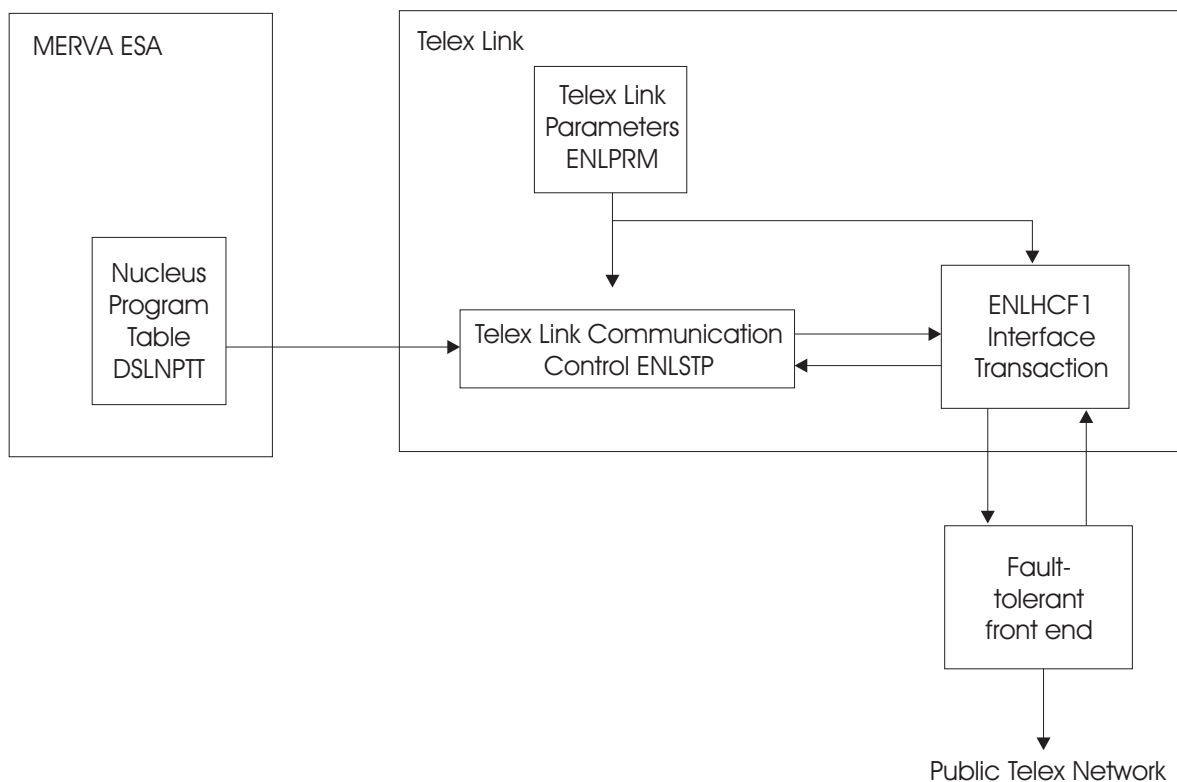 MERVA ESA
Telex Link
Telex Link
Parameters
ENLPRM
Nucleus
Program
Table
DSLNPTT
Telex Link Communication
Control ENLSTP
ENLHCF1
Interface
Transaction
Fault-
tolerant
front end
Public Telex Network